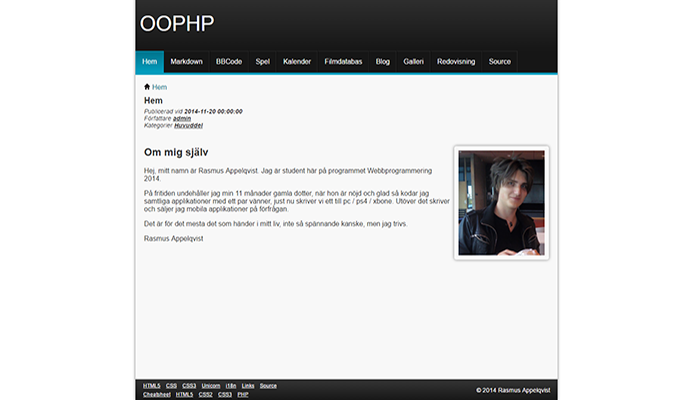 OOPHP
Hem Markdown BBCode Spel Kalender Filmdatabas Blog Galleri Redovisning Source
Hem
Hem
Publicerad vid 2014-11-20 00:00:00
Författare admin
Kategorier Huvuddel
Om mig själv
Hej, mitt namn är Rasmus Appelqvist. Jag är student här på programmet Webbprogrammering
2014.
På fritiden undehåller jag min 11 månader gamla dotter, när hon är nöjd och glad så kodar jag
samtliga applikationer med ett par vänner, just nu skriver vi ett till pc / ps4 / xbone. Utöver det skriver
och säljer jag mobila applikationer på förfrågan.
Det är för det mesta det som händer i mitt liv, inte så spännande kanske, men jag trivs.
Rasmus Appelqvist
HTML5 CSS CSS3 Unicorn i18n Links Source
Cheatsheet HTML5 CSS2 CSS3 PHP
© 2014 Rasmus Appelqvist